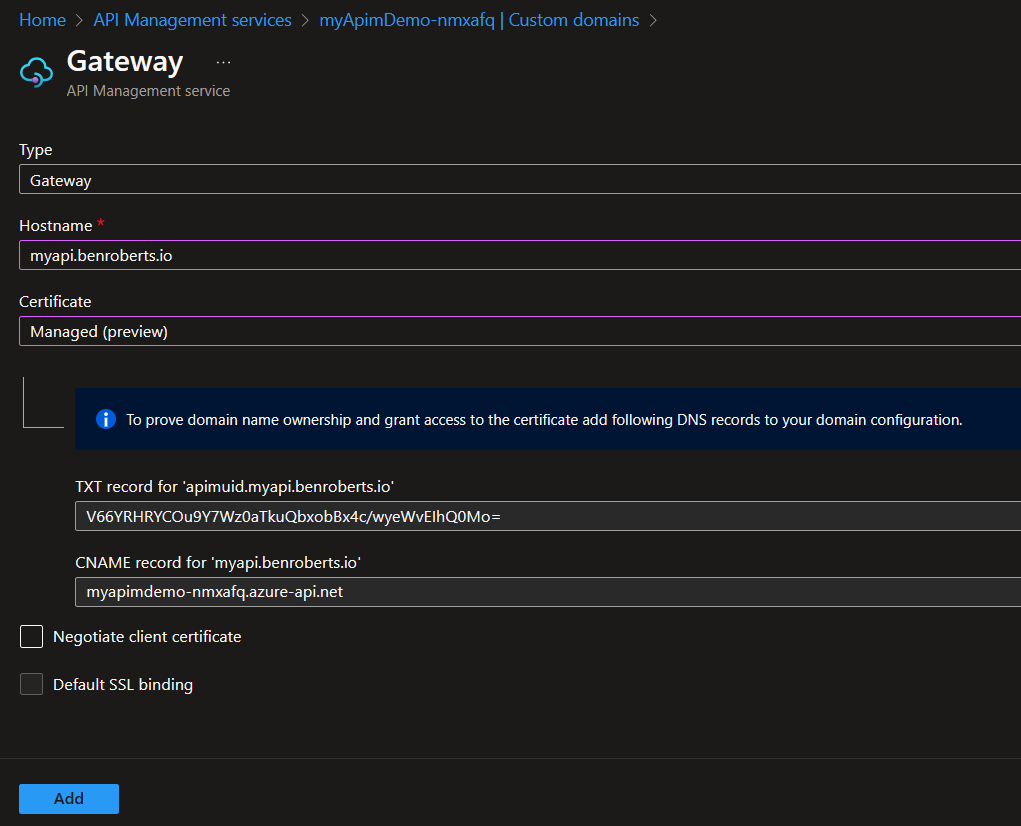 Home > API Management services > myApimDemo-nmxafq | Custom domains >
Gateway ...
API Management service
Type
Gateway
Hostname *
myapi.benroberts.io
Certificate
Managed (preview)
To prove domain name ownership and grant access to the certificate add following DNS records to your domain configuration.
TXT record for 'apimuid.myapi.benroberts.io'
V66YRHRYCOu9Y7Wz0aTkuQbxobBx4c/wyeWvEIhQ0Mo=
CNAME record for 'myapi.benroberts.io'
myapimdemo-nmxafq.azure-api.net
Negotiate client certificate
Default SSL binding
Add